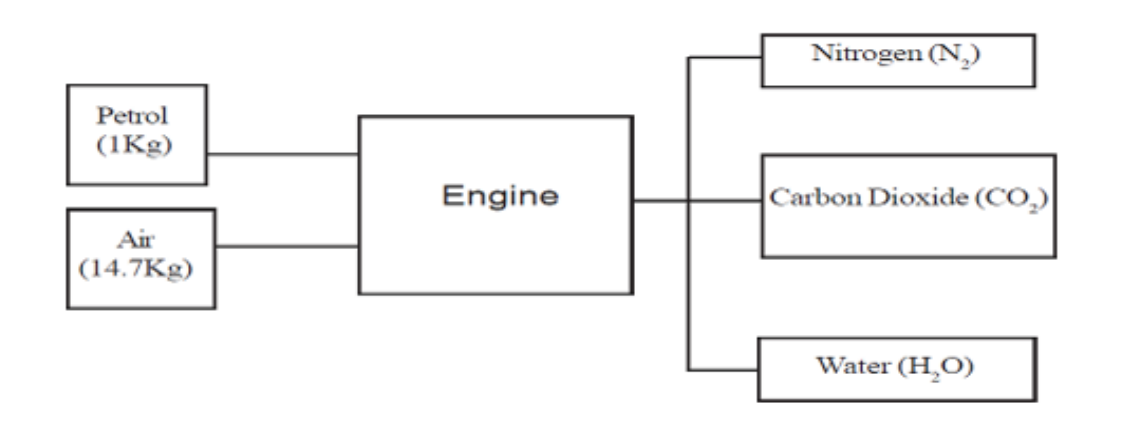 Petrol
(1Kg)
Air
(14.7Kg)
Engine
Nitrogen (N₂)
Carbon Dioxide (CO₂)
Water (H₂O)